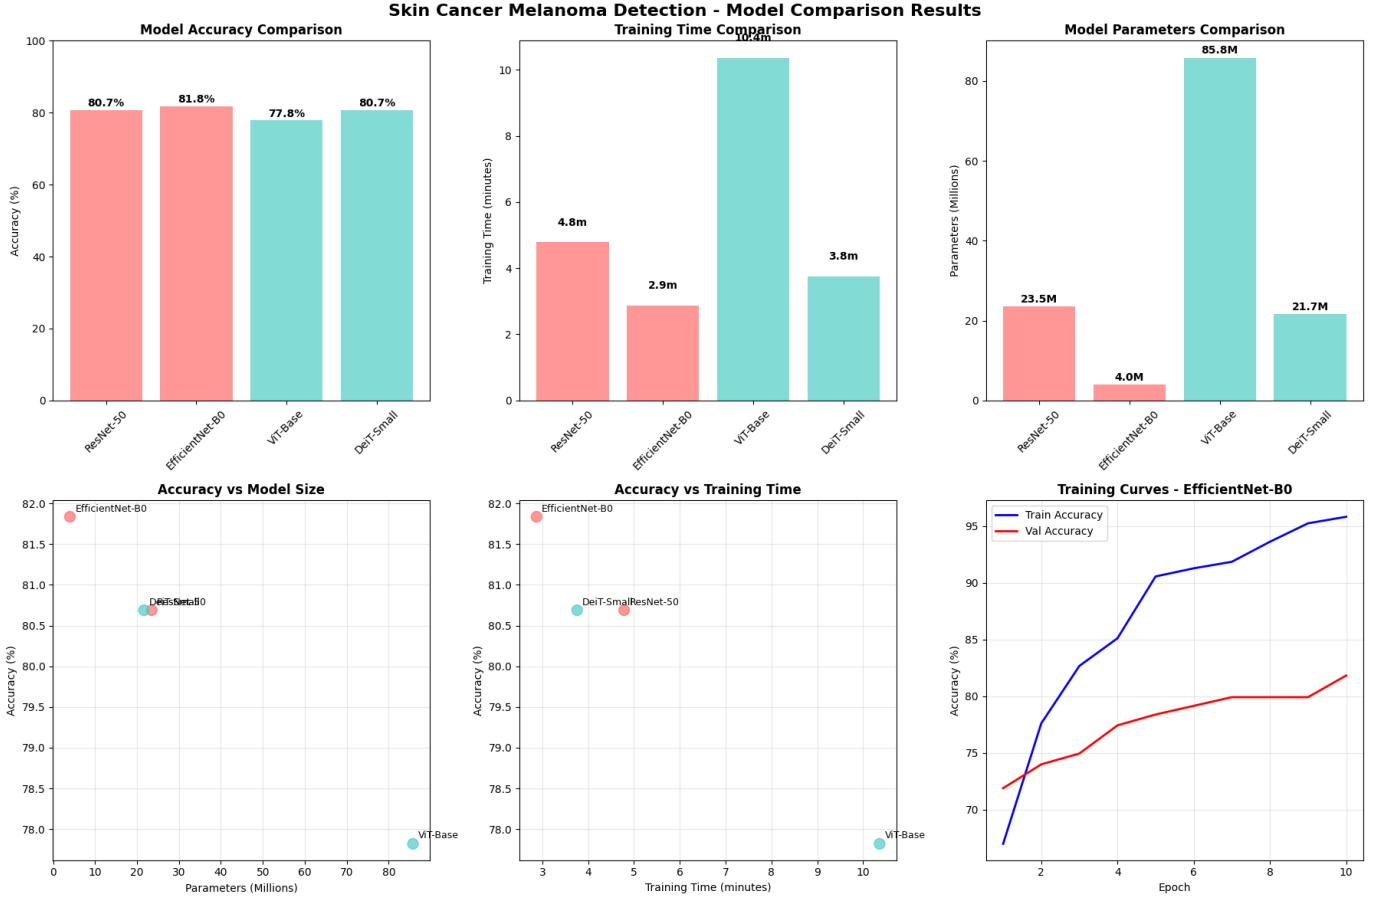 Skin Cancer Melanoma Detection - Model Comparison Results
Model Accuracy Comparison
100
80
60
40
20
0
Accuracy (%)
80.7%
81.8%
77.8%
80.7%
ResNet-50
EfficientNet-B0
ViT-Base
DeiT-Small
Training Time Comparison
10
8
6
4
2
0
Training Time (minutes)
4.8m
2.9m
10.4m
3.8m
ResNet-50
EfficientNet-B0
ViT-Base
DeiT-Small
Model Parameters Comparison
80
60
40
20
0
Parameters (Millions)
23.5M
4.0M
85.8M
21.7M
ResNet-50
EfficientNet-B0
ViT-Base
DeiT-Small
Accuracy vs Model Size
82.0
81.5
81.0
80.5
80.0
79.5
79.0
78.5
78.0
Accuracy (%)
EfficientNet-B0
DeiT-Small
ResNet-50
ViT-Base
0 10 20 30 40 50 60 70 80
Parameters (Millions)
Accuracy vs Training Time
82.0
81.5
81.0
80.5
80.0
79.5
79.0
78.5
78.0
Accuracy (%)
EfficientNet-B0
DeiT-Small
ResNet-50
ViT-Base
3 4 5 6 7 8 9 10
Training Time (minutes)
Training Curves - EfficientNet-B0
Train Accuracy
Val Accuracy
95
90
85
80
75
70
Accuracy (%)
2 4 6 8 10
Epoch